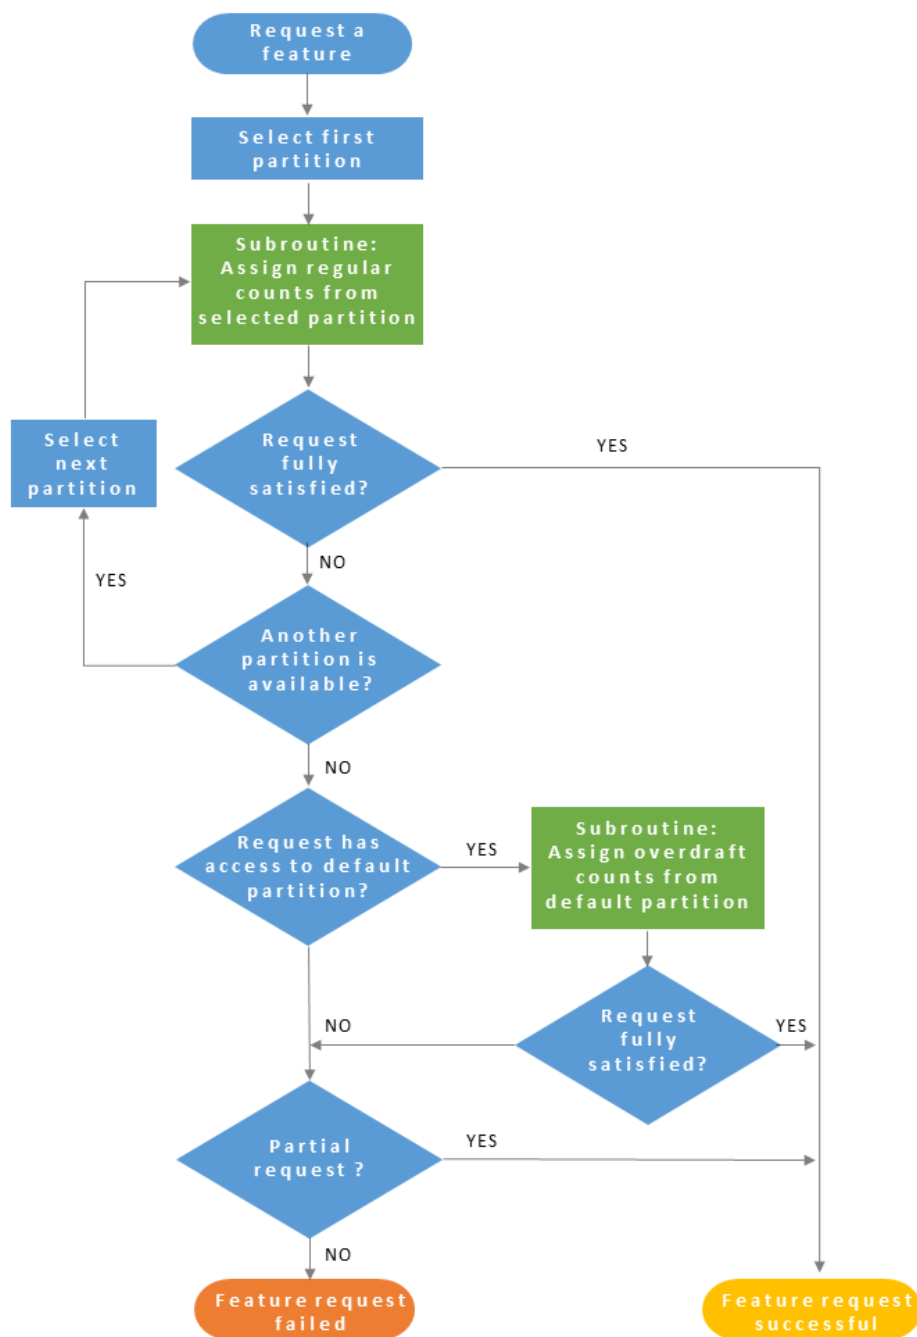 Request a
feature
Select first
partition
Subroutine:
Assign regular
counts from
selected partition
Select
next
partition
Request
fully
satisfied?
YES
NO
YES
Another
partition is
available?
NO
Request has
access to default
partition?
YES
Subroutine:
Assign overdraft
counts from
default partition
NO
Request
fully
satisfied?
YES
Partial
request ?
YES
NO
Feature request
failed
Feature request
successful